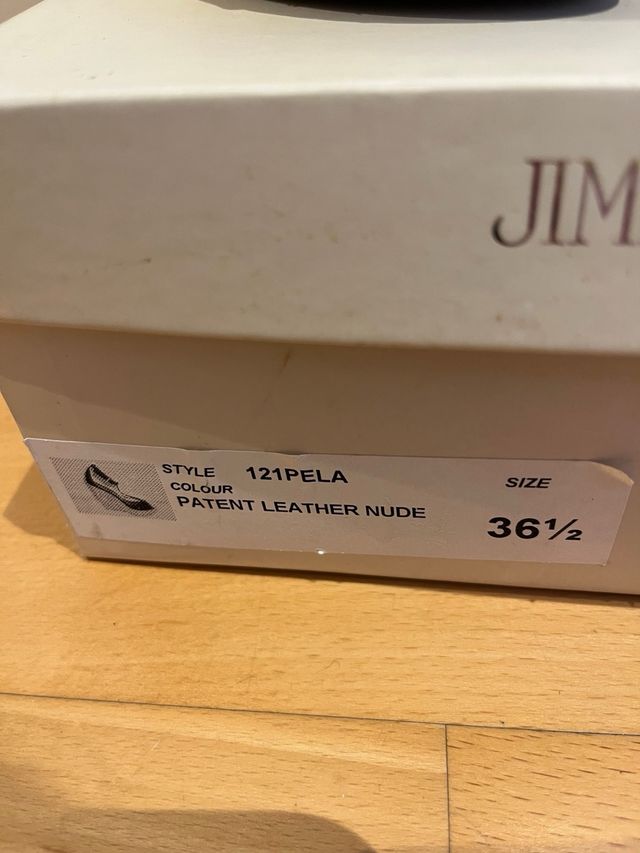 JIM
STYLE 121PELA
COLOUR
PATENT LEATHER NUDE
SIZE
36½